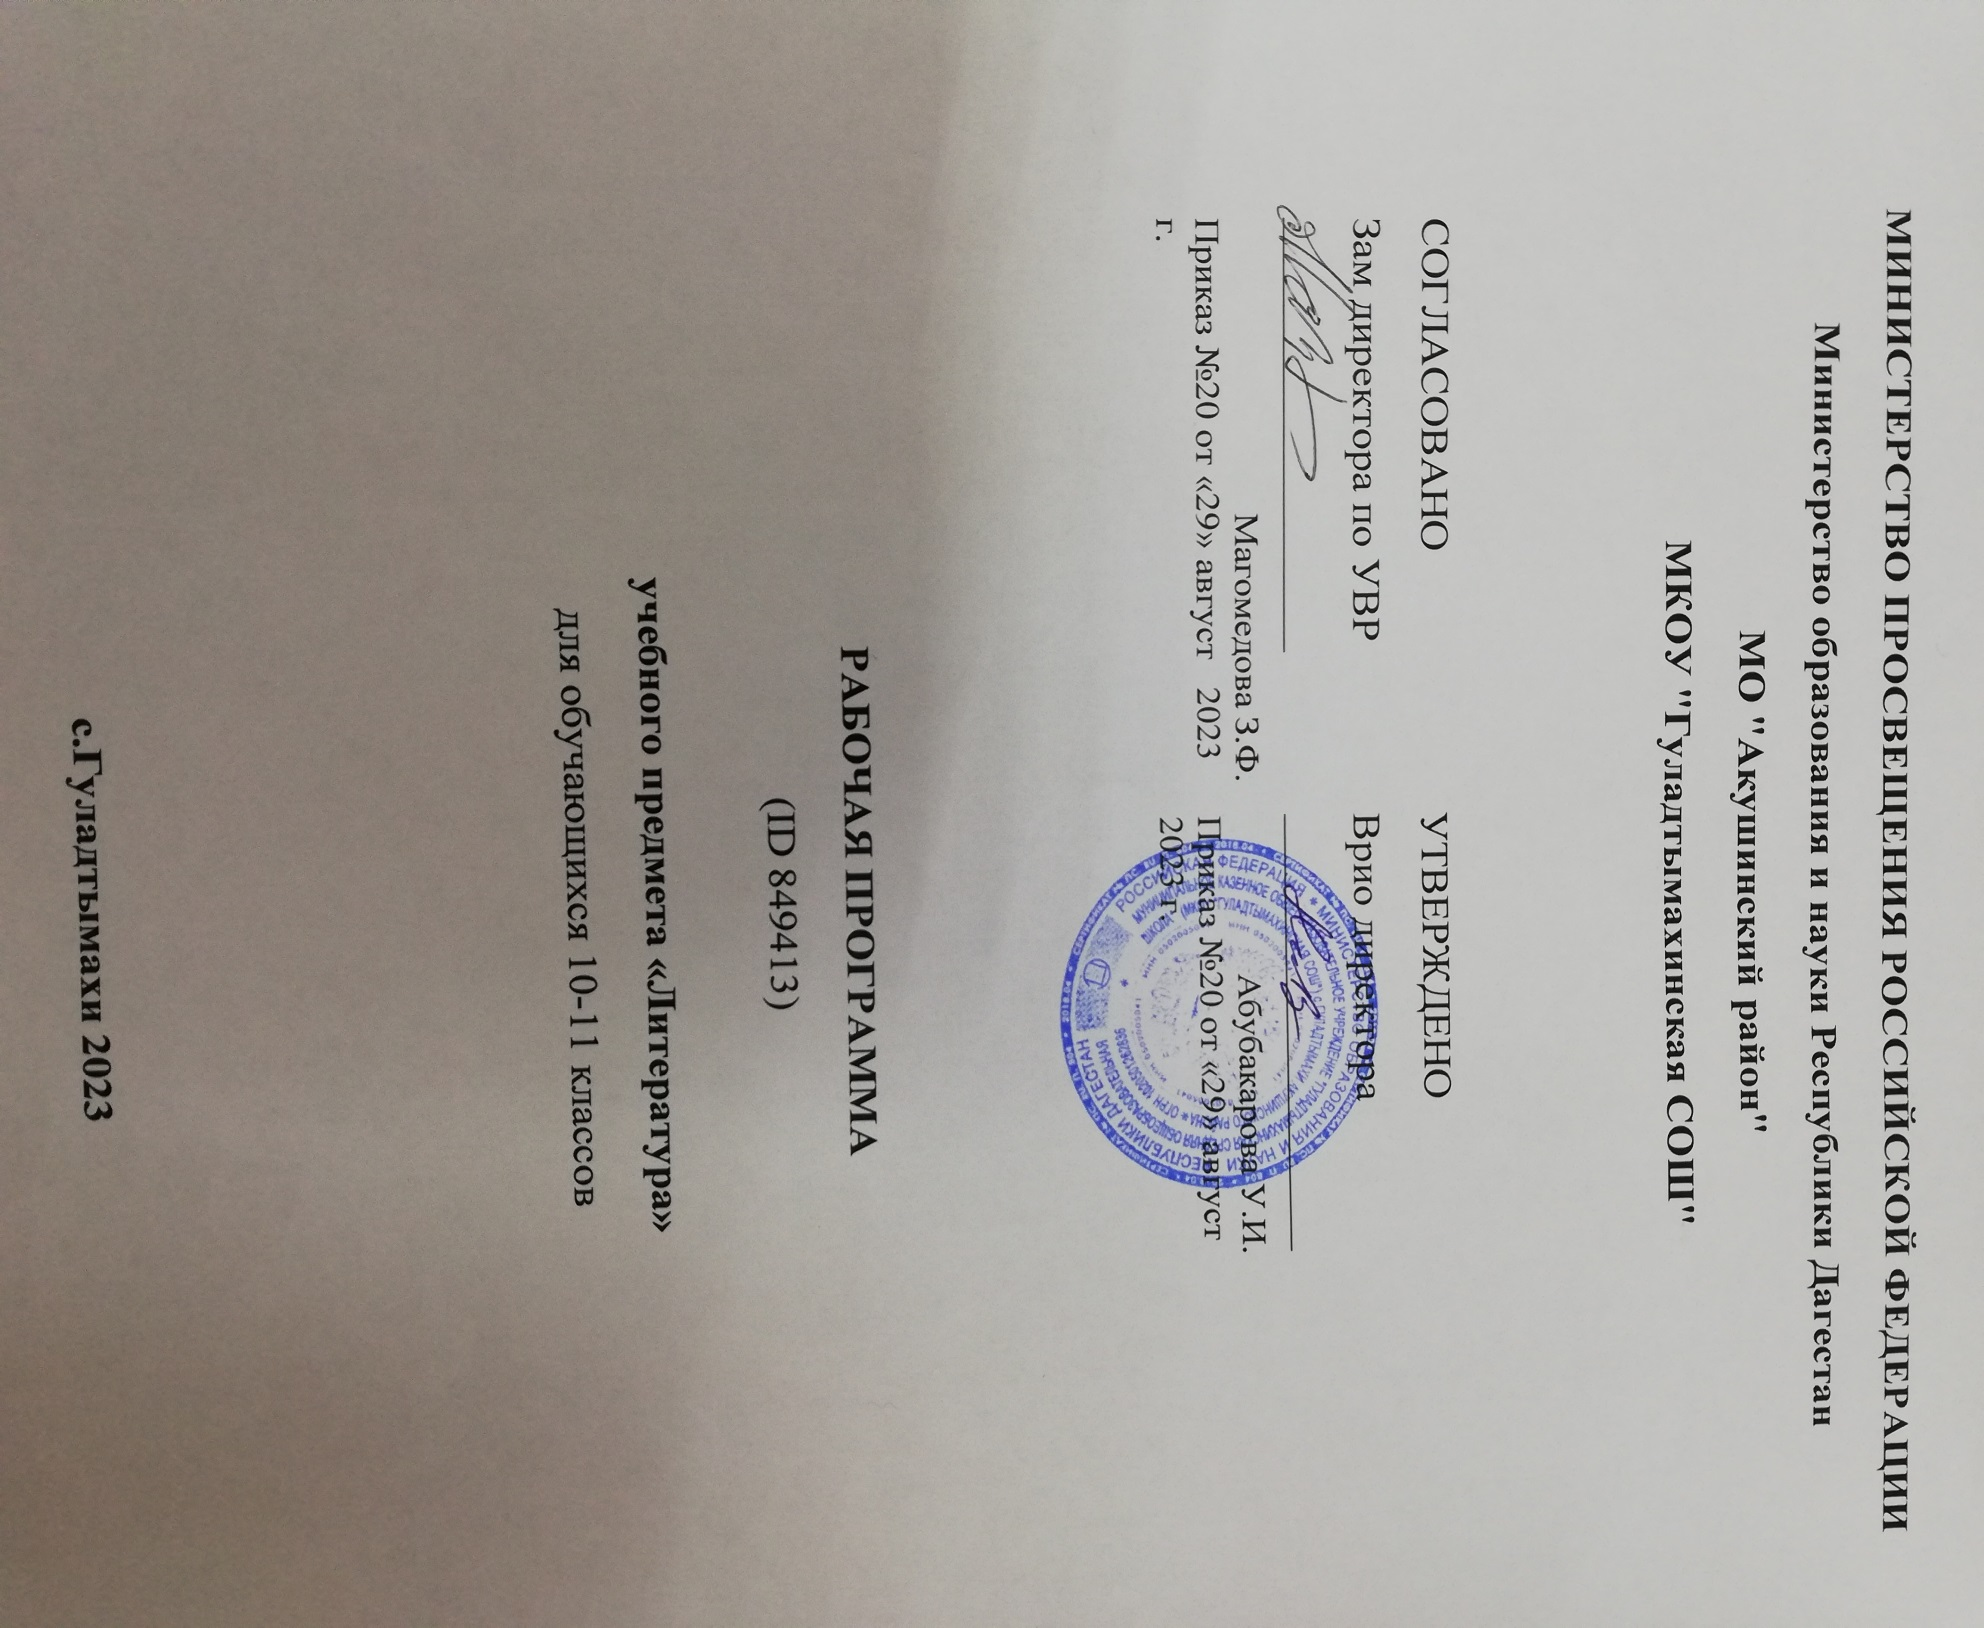 МИНИСТЕРСТВО ПРОСВЕЩЕНИЯ РОССИЙСКОЙ ФЕДЕРАЦИИ
Министерство образования и науки Республики Дагестан
МО "Акушинский район"
МКОУ "Гуладтымахинская СОШ"
СОГЛАСОВАНО
Зам директора по УВР
Магомедова З.Ф.
Приказ №20 от «29» август 2023
г.
УТВЕРЖДЕНО
Врио директора
Абубакарова У.И.
Приказ №20 от «29» август
2023 г.
РАБОЧАЯ ПРОГРАММА
(ID 849413)
учебного предмета «Литература»
для обучающихся 10-11 классов
с.Гуладтымахи 2023